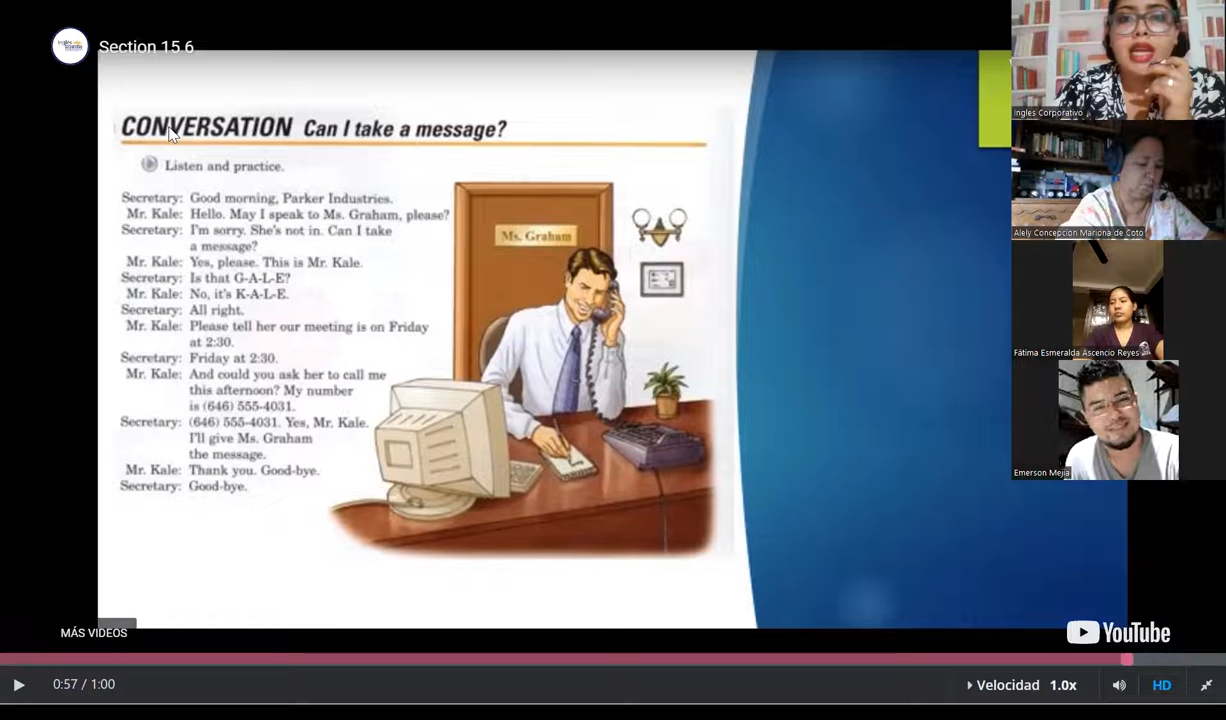 Section 15 6
CONVERSATION Can I take a message?
Listen and practice.
Secretary: Good morning, Parker Industries.
Mr. Kale: Hello. May I speak to Ms. Graham, please?
Secretary: I'm sorry. She's not in. Can I take
a message?
Mr. Kale: Yes, please. This is Mr. Kale.
Secretary: Is that G-A-L-E?
Mr. Kale: No, it's K-A-L-E.
Secretary: All right.
Mr. Kale: Please tell her our meeting is on Friday
at 2:30.
Secretary: Friday at 2:30.
Mr. Kale: And could you ask her to call me
this afternoon? My number
is (646) 555-4031.
Secretary: (646) 555-4031. Yes, Mr. Kale.
I'll give Ms. Graham
the message.
Mr. Kale: Thank you. Good-bye.
Secretary: Good-bye.
Ms. Graham
Ingles Corporativo
Alely Concepcion Mariona de Coto
Fátima Esmeralda Ascencio Reyes
Emerson Mejia
MÁS VIDEOS
YouTube
0:57 / 1:00
Velocidad 1.0x
HD